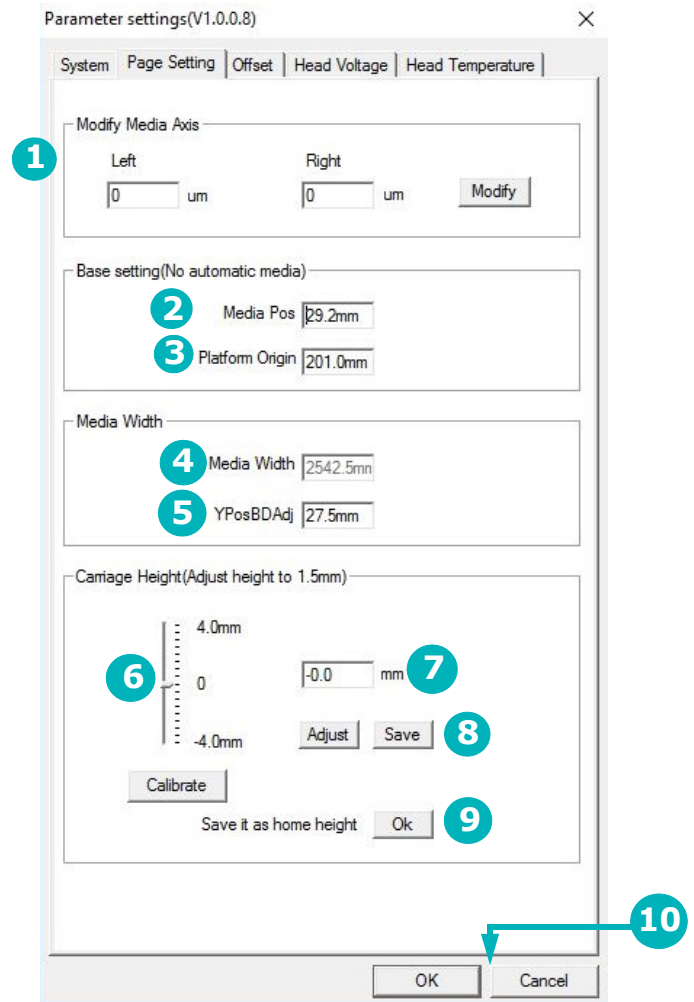 Parameter settings(V1.0.0.8)
System Page Setting Offset Head Voltage Head Temperature
Modify Media Axis
1
Left Right
0 um 0 um Modify
Base setting(No automatic media)
2 Media Pos 29.2mm
3 Platform Origin 201.0mm
Media Width
4 Media Width 2542.5mm
5 YPosBDAdj 27.5mm
Carriage Height(Adjust height to 1.5mm)
4.0mm
6 0 -0.0 mm 7
-4.0mm Adjust Save 8
Calibrate
Save it as home height Ok 9
10
OK Cancel